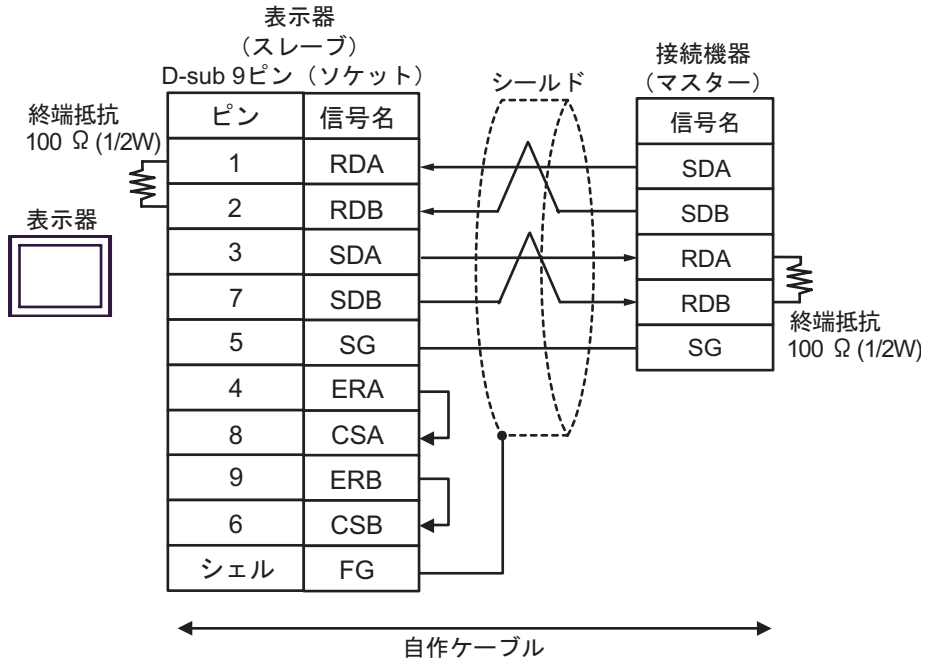 表示器
（スレーブ）
D-sub 9ピン（ソケット）
シールド
接続機器
（マスター）
終端抵抗
100 Ω (1/2W)
表示器
ピン 信号名
1 RDA
2 RDB
3 SDA
7 SDB
5 SG
4 ERA
8 CSA
9 ERB
6 CSB
シェル FG
信号名
SDA
SDB
RDA
RDB
SG
終端抵抗
100 Ω (1/2W)
自作ケーブル